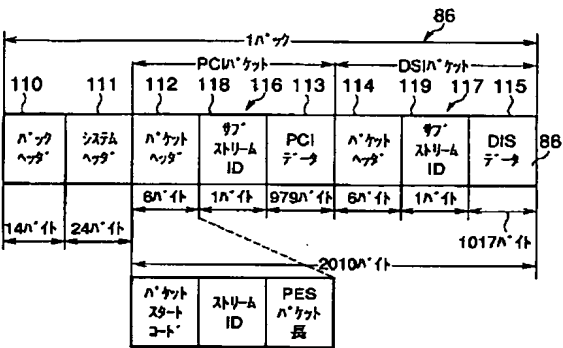 86
1パック
PCIパケット
DSIパケット
110
111
112
118
116
113
114
119
117
115
パック
ヘッダ
システム
ヘッダ
パケット
ヘッダ
サブ
ストリーム
ID
PCI
データ
パケット
ヘッダ
サブ
ストリーム
ID
DIS
データ
86
6バイト
1バイト
979バイト
6バイト
1バイト
14バイト
24バイト
1017バイト
2010バイト
パケット
スタート
コード
ストリーム
ID
PES
パケット
長